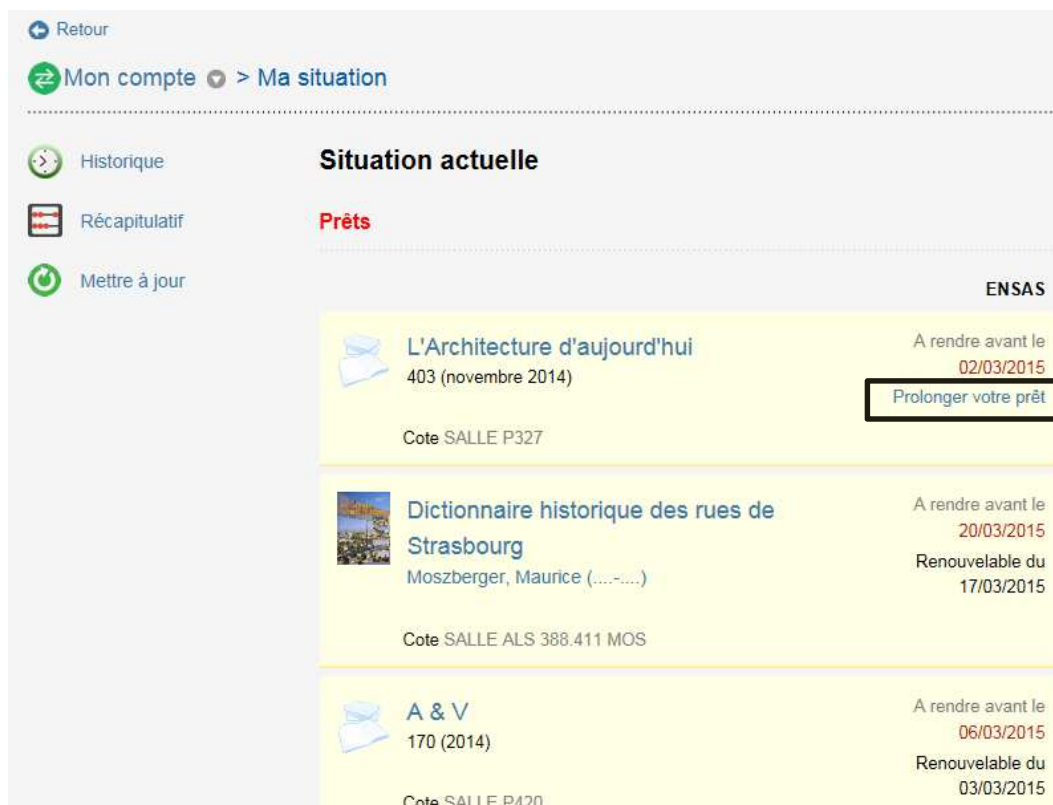 Retour
Mon compte > Ma situation
Historique
Récapitulatif
Mettre à jour
Situation actuelle
Prêts
ENSAS
L'Architecture d'aujourd'hui
403 (novembre 2014)
Cote SALLE P327
A rendre avant le
02/03/2015
Prolonger votre prêt
Dictionnaire historique des rues de
Strasbourg
Moszberger, Maurice (....-....)
Cote SALLE ALS 388.411 MOS
A rendre avant le
20/03/2015
Renouvelable du
17/03/2015
A & V
170 (2014)
Cote SALLE P420
A rendre avant le
06/03/2015
Renouvelable du
03/03/2015